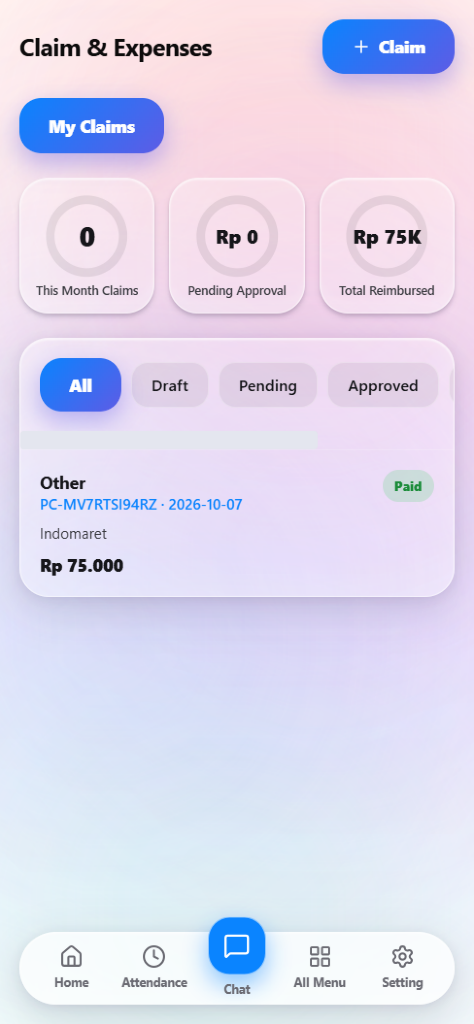 Claim & Expenses
+ Claim
My Claims
0
This Month Claims
Rp 0
Pending Approval
Rp 75K
Total Reimbursed
All
Draft
Pending
Approved
Other
Paid
PC-MV7RTSI94RZ · 2026-10-07
Indomaret
Rp 75.000
Home
Attendance
Chat
All Menu
Setting